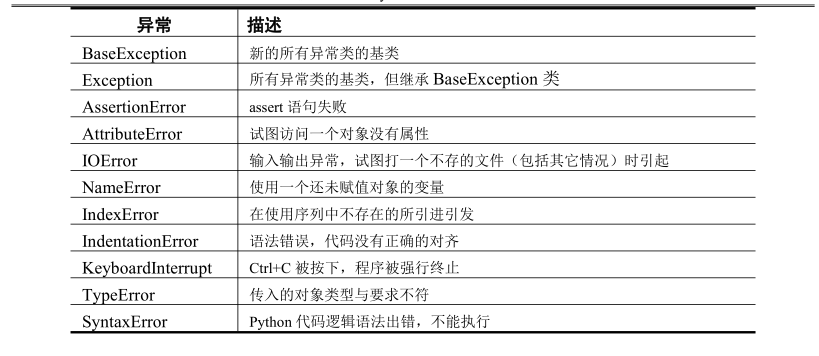 异常 描述
BaseException 新的所有异常类的基类
Exception 所有异常类的基类，但继承 BaseException 类
AssertionError assert 语句失败
AttributeError 试图访问一个对象没有属性
IOError 输入输出异常，试图打一个不存的文件（包括其它情况）时引起
NameError 使用一个还未赋值对象的变量
IndexError 在使用序列中不存在的所引进引发
IndentationError 语法错误，代码没有正确的对齐
KeyboardInterrupt Ctrl+C 被按下，程序被强行终止
TypeError 传入的对象类型与要求不符
SyntaxError Python 代码逻辑语法出错，不能执行